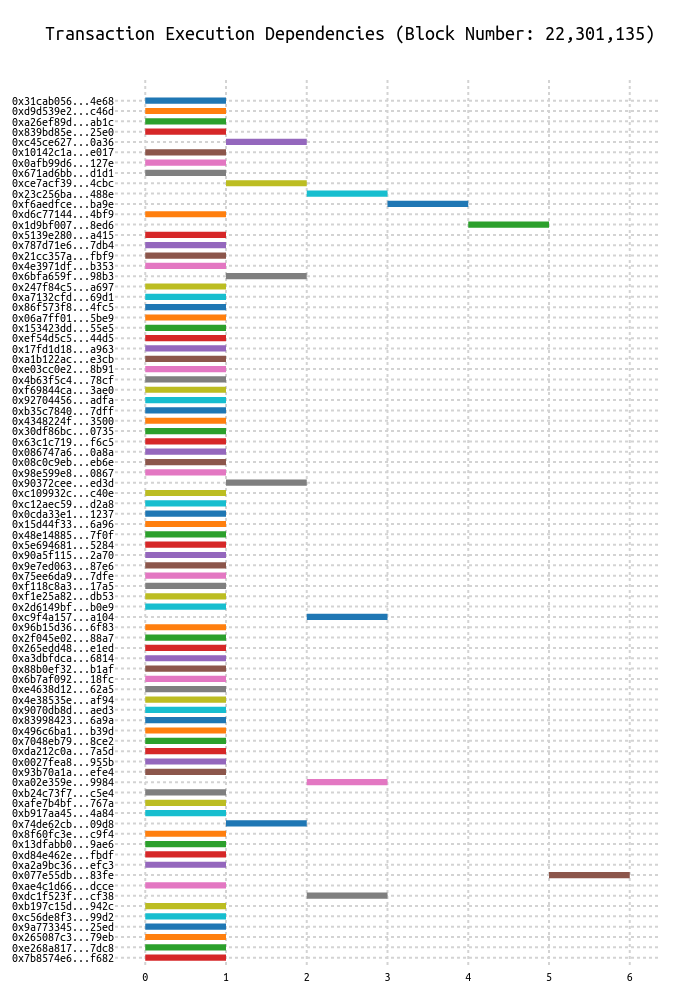 Transaction Execution Dependencies (Block Number: 22,301,135)
0x31cab056...4e68
0xd9d539e2...c46d
0xa26ef89d...ab1c
0x839bd85e...25e0
0xc45ce627...0a36
0x10142c1a...e017
0x0afb99d6...127e
0x671ad6bb...d1d1
0xce7acf39...4cbc
0x23c256ba...488e
0xf6aedfce...ba9e
0xd6c77144...4bf9
0x1d9bf007...8ed6
0x5139e280...a415
0x787d71e6...7db4
0x21cc357a...fbf9
0x4e3971df...b353
0x6bfa659f...98b3
0x247f84c5...a697
0xa7132cfd...69d1
0x86f573f8...4fc5
0x06a7ff01...5be9
0x153423dd...55e5
0xef54d5c5...44d5
0x17fd1d18...a963
0xa1b122ac...e3cb
0xe03cc0e2...8b91
0x4b63f5c4...78cf
0xf69844ca...3ae0
0x92704456...adfa
0xb35c7840...7dff
0x4348224f...3500
0x30df86bc...0735
0x63c1c719...f6c5
0x086747a6...0a8a
0x08c0c9eb...eb6e
0x98e599e8...0867
0x90372cee...ed3d
0xc109932c...c40e
0xc12aec59...d2a8
0x0cda33e1...1237
0x15d44f33...6a96
0x48e14885...7f0f
0x5e694681...5284
0x90a5f115...2a70
0x9e7ed063...87e6
0x75ee6da9...7dfe
0xf118c8a3...17a5
0xf1e25a82...db53
0x2d6149bf...b0e9
0xc9f4a157...a104
0x96b15d36...6f83
0x2f045e02...88a7
0x265edd48...e1ed
0xa3dbfdca...6814
0x88b0ef32...b1af
0x6b7af092...18fc
0xe4638d12...62a5
0x4e38535e...af94
0x9070db8d...aed3
0x83998423...6a9a
0x496c6ba1...b39d
0x7048eb79...8ce2
0xda212c0a...7a5d
0x0027fea8...955b
0x93b70a1a...efe4
0xa02e359e...9984
0xb24c73f7...c5e4
0xafe7b4bf...767a
0xb917aa45...4a84
0x74de62cb...09d8
0x8f60fc3e...c9f4
0x13dfabb0...9ae6
0xd84e462e...fbdf
0xa2a9bc36...efc3
0x077e55db...83fe
0xae4c1d66...dcce
0xdc1f523f...cf38
0xb197c15d...942c
0xc56de8f3...99d2
0x9a773345...25ed
0x265087c3...79eb
0xe268a817...7dc8
0x7b8574e6...f682
0 1 2 3 4 5 6